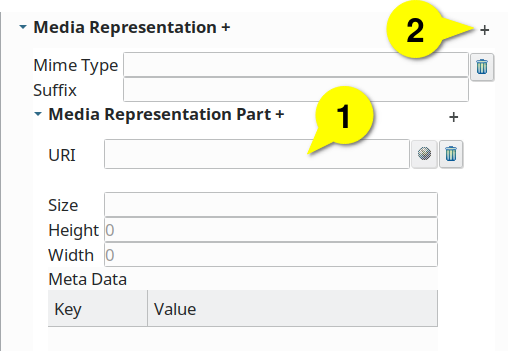 Media Representation +
2
+
Mime Type
Suffix
Media Representation Part +
1
+
URI
Size
Height 0
Width 0
Meta Data
Key Value